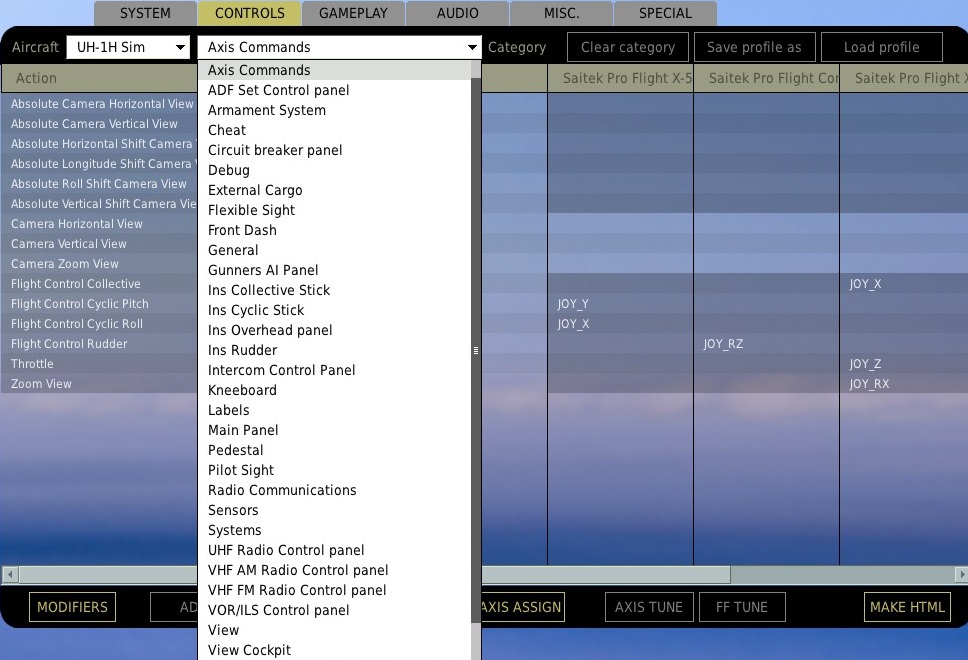 SYSTEM CONTROLS GAMEPLAY AUDIO MISC. SPECIAL
Aircraft UH-1H Sim Axis Commands Category Clear category Save profile as Load profile
Action Saitek Pro Flight X-5 Saitek Pro Flight Cor Saitek Pro Flight X
Absolute Camera Horizontal View
Absolute Camera Vertical View
Absolute Horizontal Shift Camera
Absolute Longitude Shift Camera
Absolute Roll Shift Camera View
Absolute Vertical Shift Camera Vie
Camera Horizontal View
Camera Vertical View
Camera Zoom View
Flight Control Collective JOY_X
Flight Control Cyclic Pitch JOY_Y
Flight Control Cyclic Roll JOY_X
Flight Control Rudder JOY_RZ
Throttle JOY_Z
Zoom View JOY_RX
Axis Commands
ADF Set Control panel
Armament System
Cheat
Circuit breaker panel
Debug
External Cargo
Flexible Sight
Front Dash
General
Gunners AI Panel
Ins Collective Stick
Ins Cyclic Stick
Ins Overhead panel
Ins Rudder
Intercom Control Panel
Kneeboard
Labels
Main Panel
Pedestal
Pilot Sight
Radio Communications
Sensors
Systems
UHF Radio Control panel
VHF AM Radio Control panel
VHF FM Radio Control panel
VOR/ILS Control panel
View
View Cockpit
MODIFIERS AD AXIS ASSIGN AXIS TUNE FF TUNE MAKE HTML